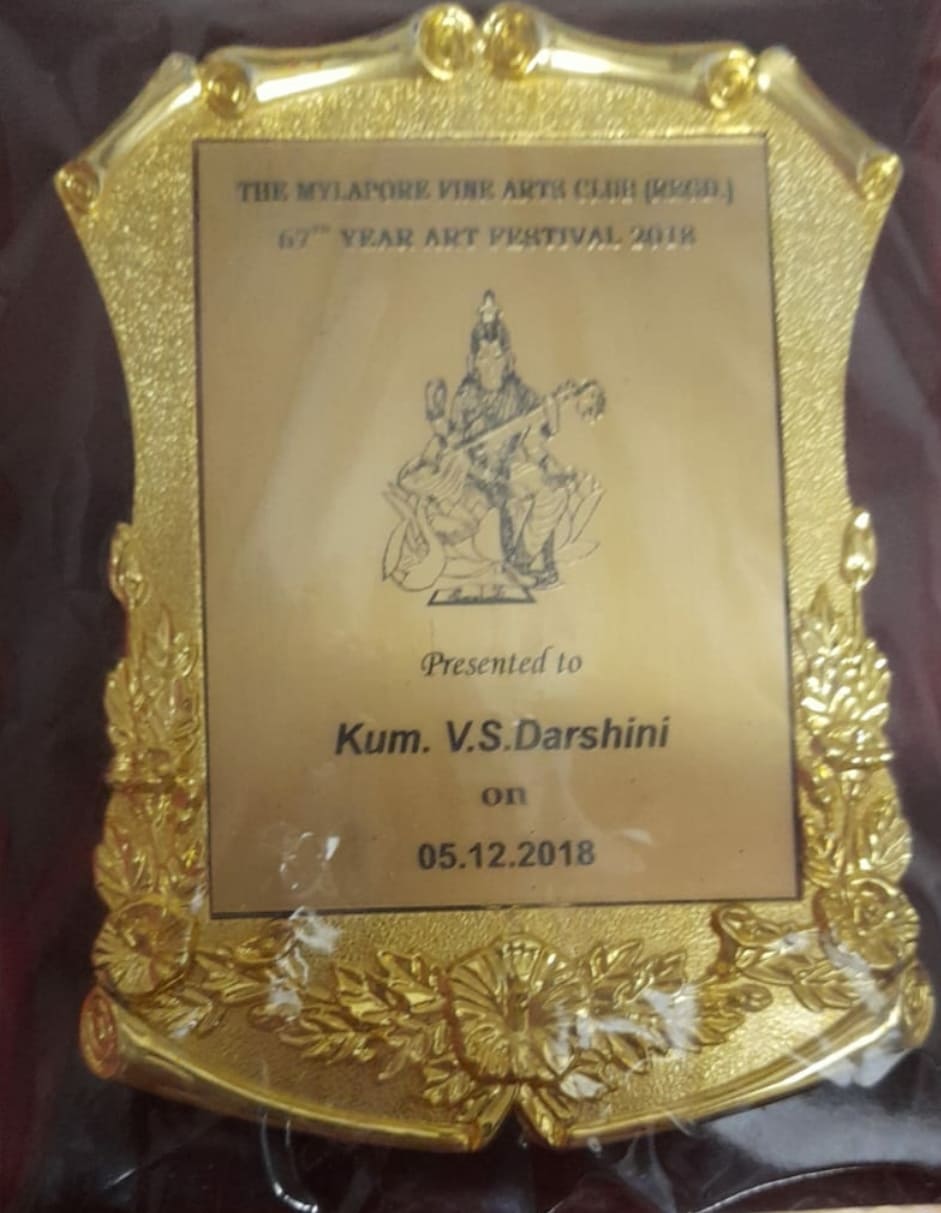 THE MYLAPORE FINE ARTS CLUB (REGD.)
67TH YEAR ART FESTIVAL 2018
Presented to
Kum. V.S.Darshini
on
05.12.2018